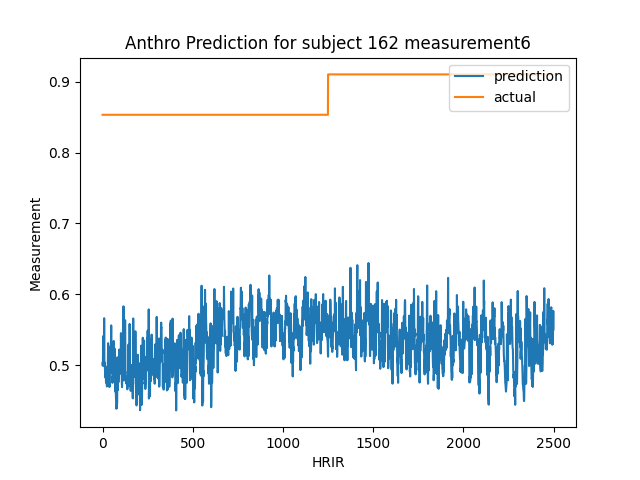 Anthro Prediction for subject 162 measurement6
prediction
actual
0.9
0.8
0.7
0.6
0.5
Measurement
0
500
1000
1500
2000
2500
HRIR